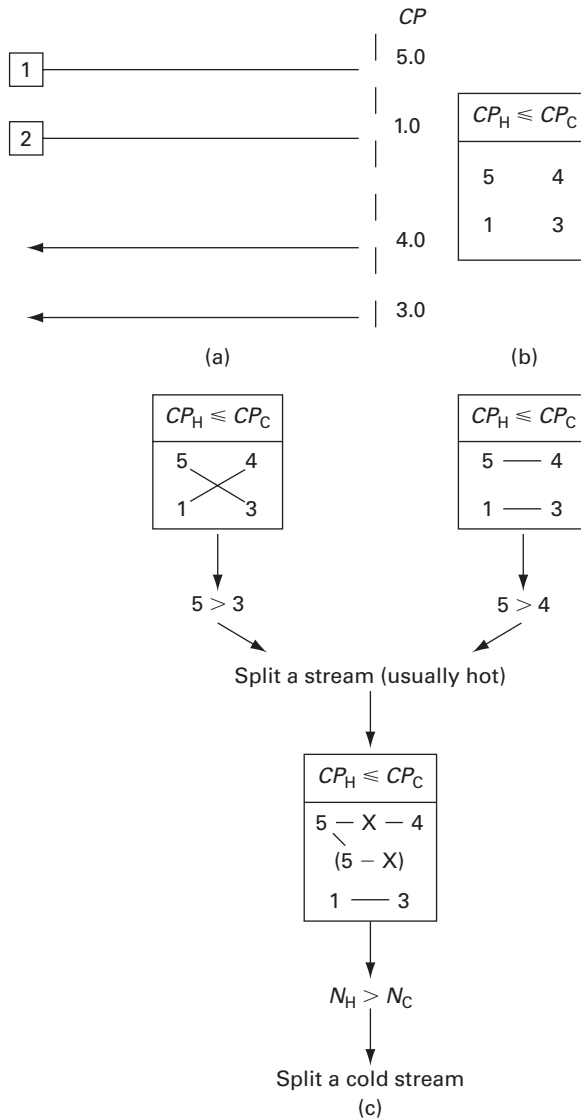 CP
1 5.0
2 1.0
4.0
3.0
(a)
CP_H ≤ CP_C
5 4
1 3
(b)
CP_H ≤ CP_C
5 4
1 3
5 > 3
CP_H ≤ CP_C
5 4
1 3
5 > 4
Split a stream (usually hot)
CP_H ≤ CP_C
5 — X — 4
(5 − X)
1 3
N_H > N_C
Split a cold stream
(c)